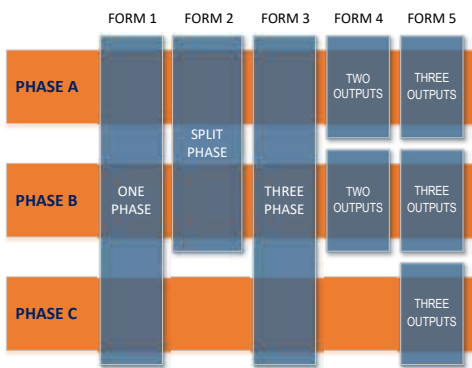 FORM 1 FORM 2 FORM 3 FORM 4 FORM 5
PHASE A
TWO
OUTPUTS
THREE
OUTPUTS
SPLIT
PHASE
PHASE B
ONE
PHASE
THREE
PHASE
TWO
OUTPUTS
THREE
OUTPUTS
PHASE C
THREE
OUTPUTS